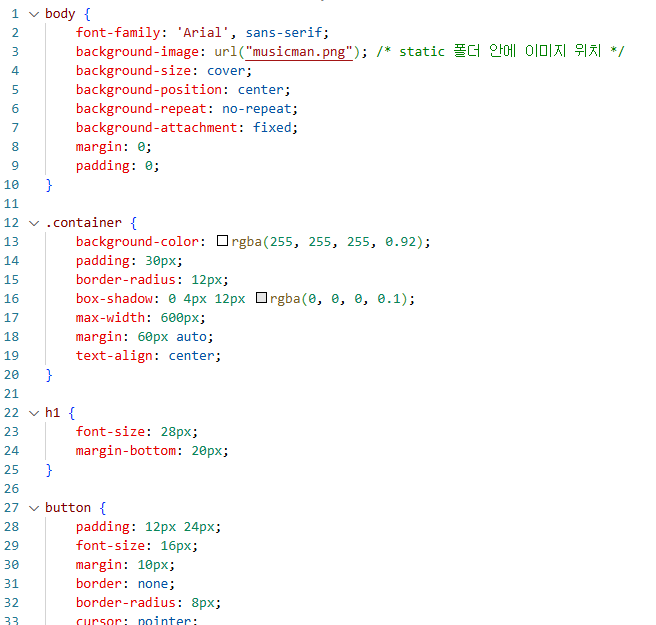 1 body {
2 font-family: 'Arial', sans-serif;
3 background-image: url("musicman.png"); /* static 폴더 안에 이미지 위치 */
4 background-size: cover;
5 background-position: center;
6 background-repeat: no-repeat;
7 background-attachment: fixed;
8 margin: 0;
9 padding: 0;
10 }
11
12 .container {
13 background-color: rgba(255, 255, 255, 0.92);
14 padding: 30px;
15 border-radius: 12px;
16 box-shadow: 0 4px 12px rgba(0, 0, 0, 0.1);
17 max-width: 600px;
18 margin: 60px auto;
19 text-align: center;
20 }
21
22 h1 {
23 font-size: 28px;
24 margin-bottom: 20px;
25 }
26
27 button {
28 padding: 12px 24px;
29 font-size: 16px;
30 margin: 10px;
31 border: none;
32 border-radius: 8px;
33 cursor: pointer;